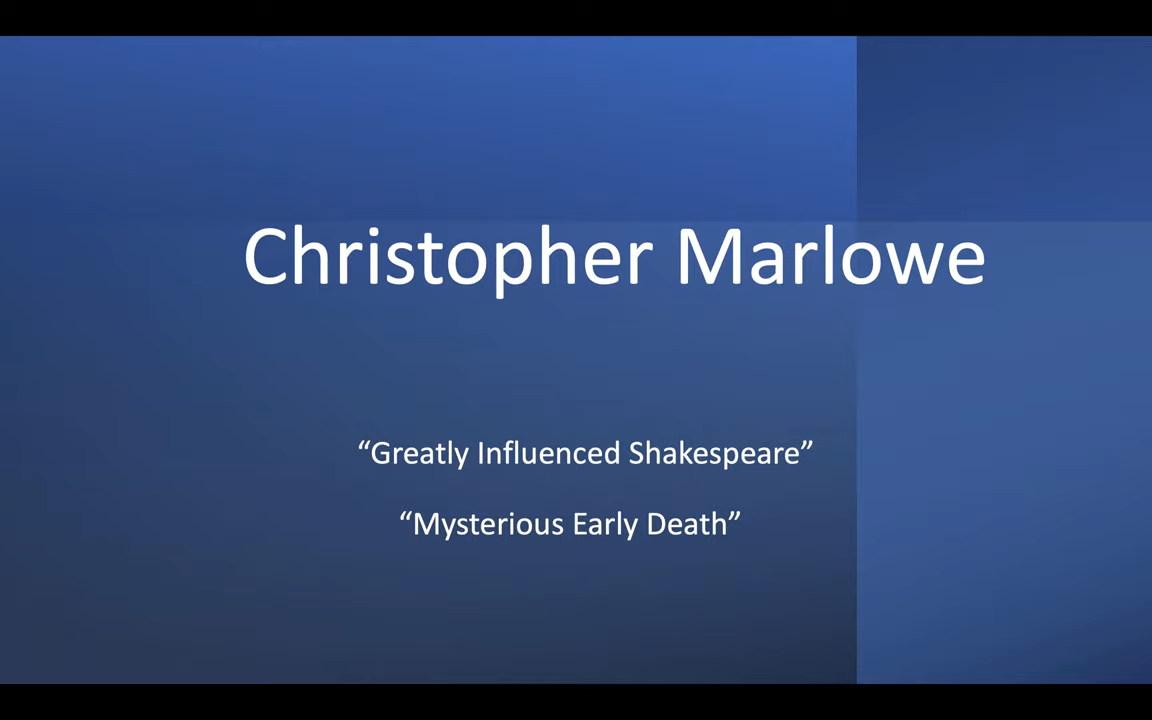 Christopher Marlowe
“Greatly Influenced Shakespeare”
“Mysterious Early Death”